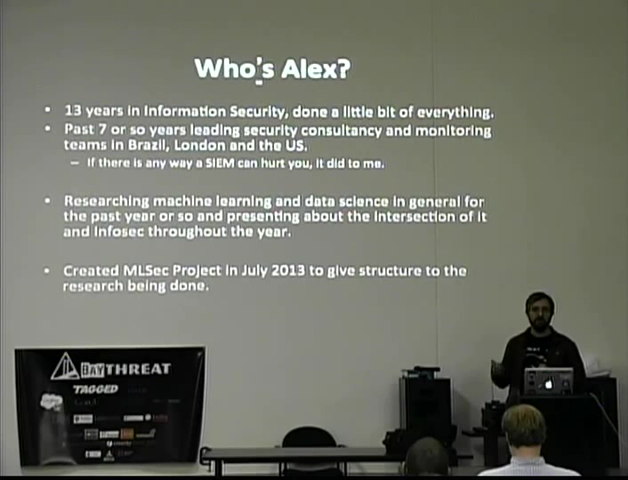 Who's Alex?
• 13 years in Information Security, done a little bit of everything.
• Past 7 or so years leading security consultancy and monitoring
teams in Brazil, London and the US.
– If there is any way a SIEM can hurt you, it did to me.
• Researching machine learning and data science in general for
the past year or so and presenting about the intersection of it
and Infosec throughout the year.
• Created MLSec Project in July 2013 to give structure to the
research being done.
BAYTHREAT
TAGGED